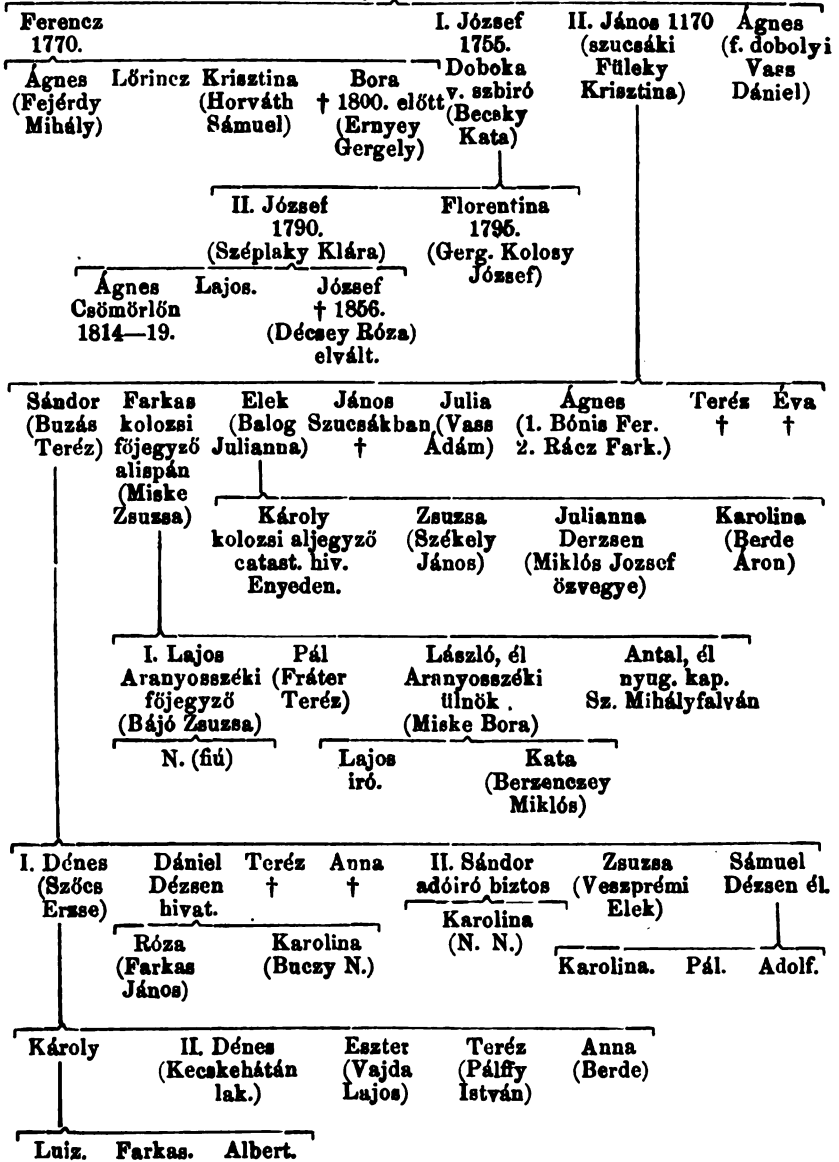 Ferencz I. József II. János 1170 Ágnes
1770. 1755. (szucsáki (f. dobolyi
Doboka Füleky Vass
v. szbiró Krisztina) Dániel)
(Becsky
Kata)
Ágnes Lőrincz Krisztina Bora
(Fejérdy (Horváth † 1800. előtt
Mihály) Sámuel) (Ernyey
Gergely)
II. József Florentina
1790. 1795.
(Széplaky Klára) (Gerg. Kolosy
József)
Ágnes Lajos. József
Csömörlőn † 1856.
1814—19. (Décsey Róza)
elvált.
Sándor Farkas Elek János Julia Ágnes Teréz Éva
(Buzás kolozsi (Balog Szucsákban (Vass (1. Bónis Fer. † †
Teréz) főjegyző Julianna) † Ádám) 2. Rácz Fark.)
alispán
(Miske
Zsuzsa)
Károly Zsuzsa Julianna Karolina
kolozsi aljegyző (Székely Derzsen (Berde
catast. hiv. János) (Miklós Jozsef Áron)
Enyeden. özvegye)
I. Lajos Pál László, él Antal, él
Aranyosszéki (Fráter Aranyosszéki nyug. kap.
főjegyző Teréz) ülnök. Sz. Mihályfalván
(Bájó Zsuzsa) (Miske Bora)
N. (fiú) Lajos Kata
iró. (Berzenczey
Miklós)
I. Dénes Dániel Teréz Anna II. Sándor Zsuzsa Sámuel
(Szőcs Dézsen † † adóiró biztos (Veszprémi Dézsen él.
Erzse) hivat. Elek)
Karolina
(N. N.)
Róza Karolina
(Farkas (Buczy N.)
János)
Karolina. Pál. Adolf.
Károly II. Dénes Eszter Teréz Anna
(Kecskehátán (Vajda (Pálffy (Berde)
lak.) Lajos) István)
Luiz. Farkas. Albert.